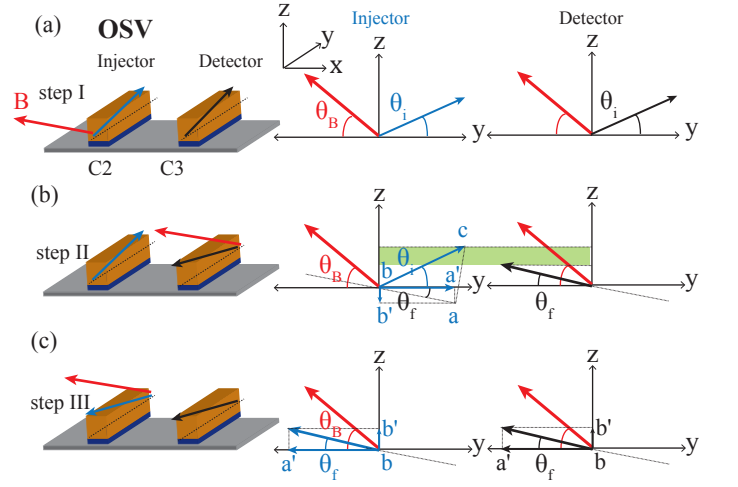 (a) OSV
Injector Detector
step I
B
C2 C3
z y x
Injector
z
θB θi
y
Detector
z
θi
y
(b)
step II
z
c
θB b θi a' y
b' θf a
z
θf
y
(c)
step III
z
b'
θB
y
a' θf b
z
b'
y
a' θf b